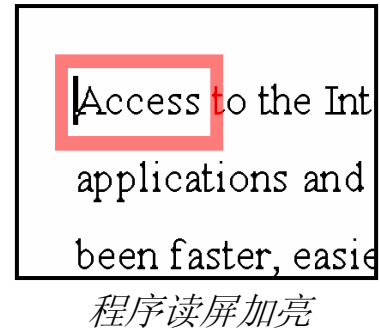 Access to the Int
applications and
been faster, easie
程序读屏加亮